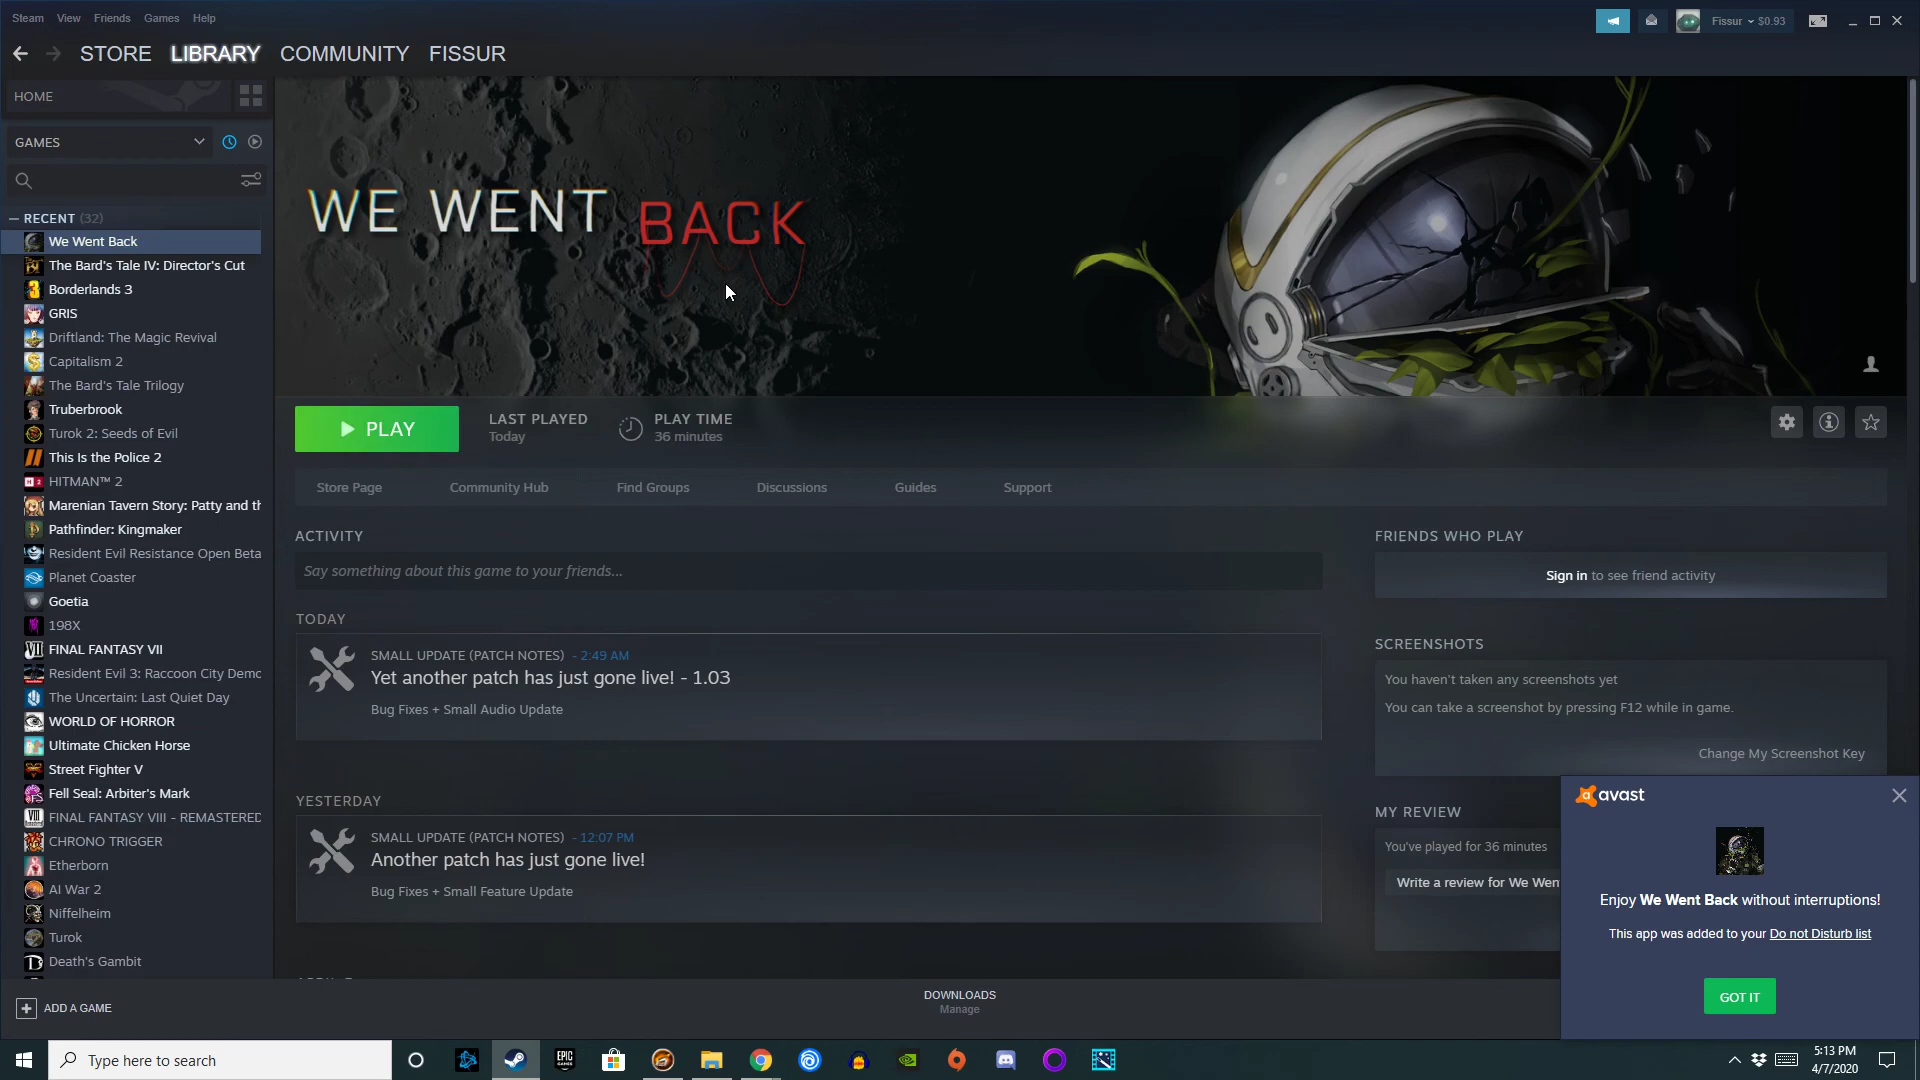 Steam View Friends Games Help
Fissur $0.93
STORE LIBRARY COMMUNITY FISSUR
HOME
GAMES
RECENT (32)
We Went Back
The Bard's Tale IV: Director's Cut
Borderlands 3
GRIS
Driftland: The Magic Revival
Capitalism 2
The Bard's Tale Trilogy
Truberbrook
Turok 2: Seeds of Evil
This Is the Police 2
HITMAN™ 2
Marenian Tavern Story: Patty and th
Pathfinder: Kingmaker
Resident Evil Resistance Open Beta
Planet Coaster
Goetia
198X
FINAL FANTASY VII
Resident Evil 3: Raccoon City Demo
The Uncertain: Last Quiet Day
WORLD OF HORROR
Ultimate Chicken Horse
Street Fighter V
Fell Seal: Arbiter's Mark
FINAL FANTASY VIII - REMASTERED
CHRONO TRIGGER
Etherborn
AI War 2
Niffelheim
Turok
Death's Gambit
ADD A GAME
WE WENT BACK
PLAY
LAST PLAYED
Today
PLAY TIME
36 minutes
Store Page Community Hub Find Groups Discussions Guides Support
ACTIVITY
Say something about this game to your friends...
TODAY
SMALL UPDATE (PATCH NOTES) - 2:49 AM
Yet another patch has just gone live! - 1.03
Bug Fixes + Small Audio Update
YESTERDAY
SMALL UPDATE (PATCH NOTES) - 12:07 PM
Another patch has just gone live!
Bug Fixes + Small Feature Update
FRIENDS WHO PLAY
Sign in to see friend activity
SCREENSHOTS
You haven't taken any screenshots yet
You can take a screenshot by pressing F12 while in game.
Change My Screenshot Key
MY REVIEW
You've played for 36 minutes
Write a review for We Wen
avast
Enjoy We Went Back without interruptions!
This app was added to your Do not Disturb list
GOT IT
DOWNLOADS
Manage
Type here to search
EPIC GAMES
5:13 PM
4/7/2020